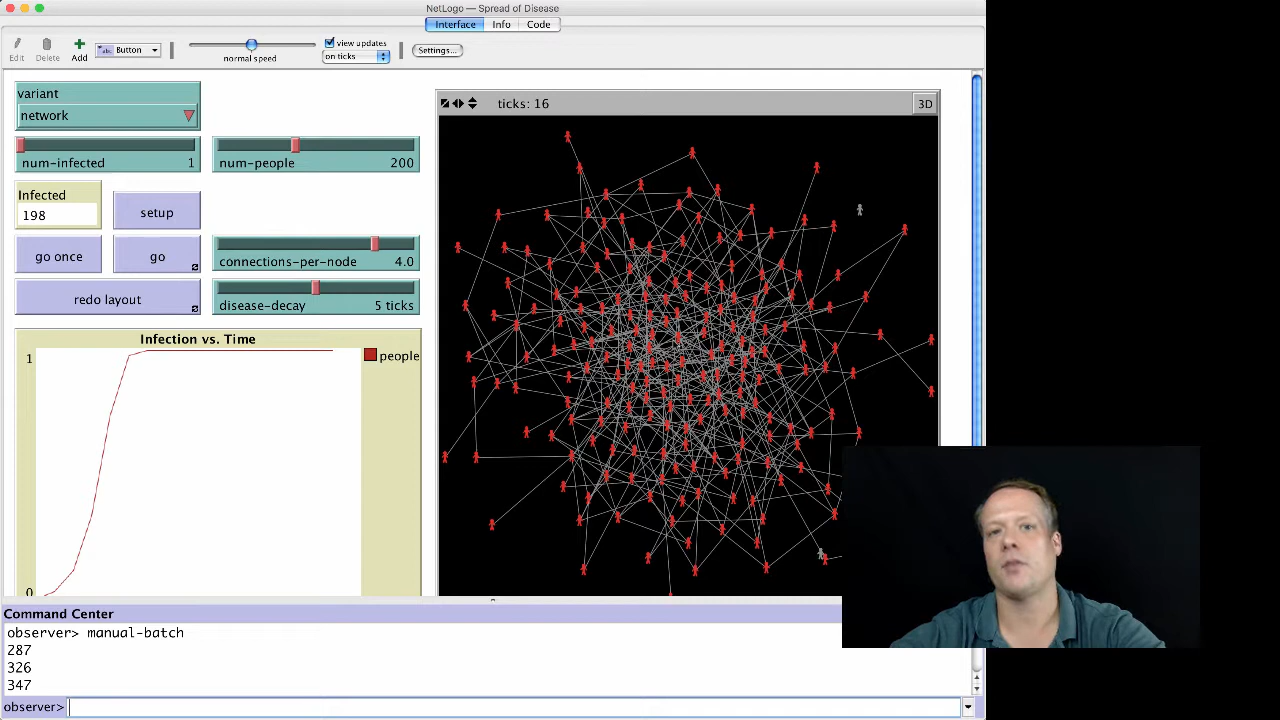 NetLogo — Spread of Disease
Interface Info Code
Edit Delete Add abc Button normal speed view updates on ticks Settings...
variant
network
num-infected 1
num-people 200
Infected
198
setup
go once
go
connections-per-node 4.0
redo layout
disease-decay 5 ticks
Infection vs. Time
1
people
0
ticks: 16 3D
Command Center
observer> manual-batch
287
326
347
observer>